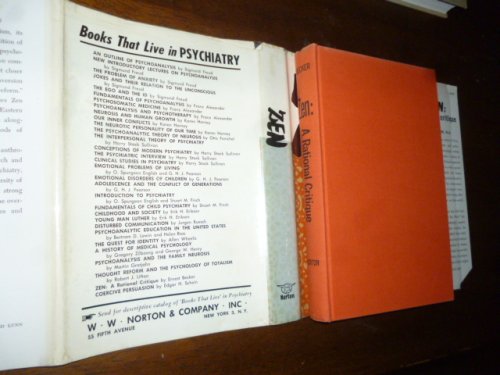 Books That Live in PSYCHIATRY
AN OUTLINE OF PSYCHOANALYSIS by Sigmund Freud
NEW INTRODUCTORY LECTURES ON PSYCHOANALYSIS
by Sigmund Freud
THE PROBLEM OF ANXIETY by Sigmund Freud
JOKES AND THEIR RELATION TO THE UNCONSCIOUS
by Sigmund Freud
THE EGO AND THE ID by Sigmund Freud
FUNDAMENTALS OF PSYCHOANALYSIS by Franz Alexander
PSYCHOSOMATIC MEDICINE by Franz Alexander
PSYCHOANALYSIS AND PSYCHOTHERAPY by Franz Alexander
NEUROSIS AND HUMAN GROWTH by Karen Horney
OUR INNER CONFLICTS by Karen Horney
THE NEUROTIC PERSONALITY OF OUR TIME by Karen Horney
THE PSYCHOANALYTIC THEORY OF NEUROSIS by Otto Fenichel
THE INTERPERSONAL THEORY OF PSYCHIATRY
by Harry Stack Sullivan
CONCEPTIONS OF MODERN PSYCHIATRY by Harry Stack Sullivan
THE PSYCHIATRIC INTERVIEW by Harry Stack Sullivan
CLINICAL STUDIES IN PSYCHIATRY by Harry Stack Sullivan
EMOTIONAL PROBLEMS OF LIVING
by O. Spurgeon English and G. H. J. Pearson
EMOTIONAL DISORDERS OF CHILDREN by G. H. J. Pearson
ADOLESCENCE AND THE CONFLICT OF GENERATIONS
by G. H. J. Pearson
INTRODUCTION TO PSYCHIATRY
by O. Spurgeon English and Stuart M. Finch
FUNDAMENTALS OF CHILD PSYCHIATRY by Stuart M. Finch
CHILDHOOD AND SOCIETY by Erik H. Erikson
YOUNG MAN LUTHER by Erik H. Erikson
DISTURBED COMMUNICATION by Jurgen Ruesch
PSYCHOANALYTIC EDUCATION IN THE UNITED STATES
by Bertram D. Lewin and Helen Ross
THE QUEST FOR IDENTITY by Allen Wheelis
A HISTORY OF MEDICAL PSYCHOLOGY
by Gregory Zilboorg and George W. Henry
PSYCHOANALYSIS AND THE FAMILY NEUROSIS
by Martin Grotjahn
THOUGHT REFORM AND THE PSYCHOLOGY OF TOTALISM
by Robert J. Lifton
ZEN: A Rational Critique by Ernest Becker
COERCIVE PERSUASION by Edgar H. Schein
Send for descriptive catalog of 'Books That Live' in Psychiatry
W · W · NORTON & COMPANY · INC ·
55 FIFTH AVENUE NEW YORK 3, N. Y.
ZEN
Norton
Zen: A Rational Critique